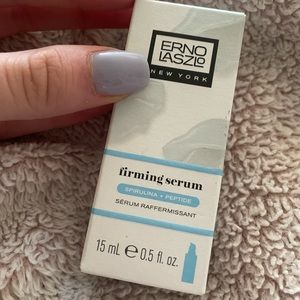 ERNO
LASZLO
NEW YORK
firming serum
SPIRULINA + PEPTIDE
SÉRUM RAFFERMISSANT
15 mL ℮ 0.5 fl. oz.